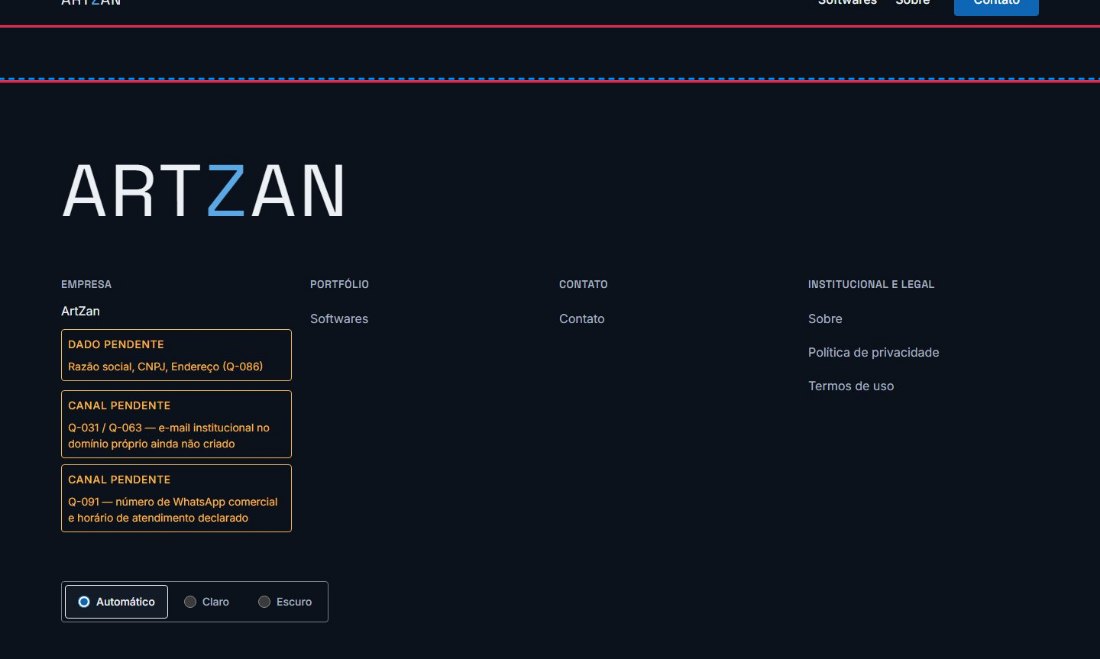 ARTZAN
Softwares Sobre Contato
ARTZAN
EMPRESA
ArtZan
DADO PENDENTE
Razão social, CNPJ, Endereço (Q-086)
CANAL PENDENTE
Q-031 / Q-063 — e-mail institucional no
domínio próprio ainda não criado
CANAL PENDENTE
Q-091 — número de WhatsApp comercial
e horário de atendimento declarado
PORTFÓLIO
Softwares
CONTATO
Contato
INSTITUCIONAL E LEGAL
Sobre
Política de privacidade
Termos de uso
Automático Claro Escuro